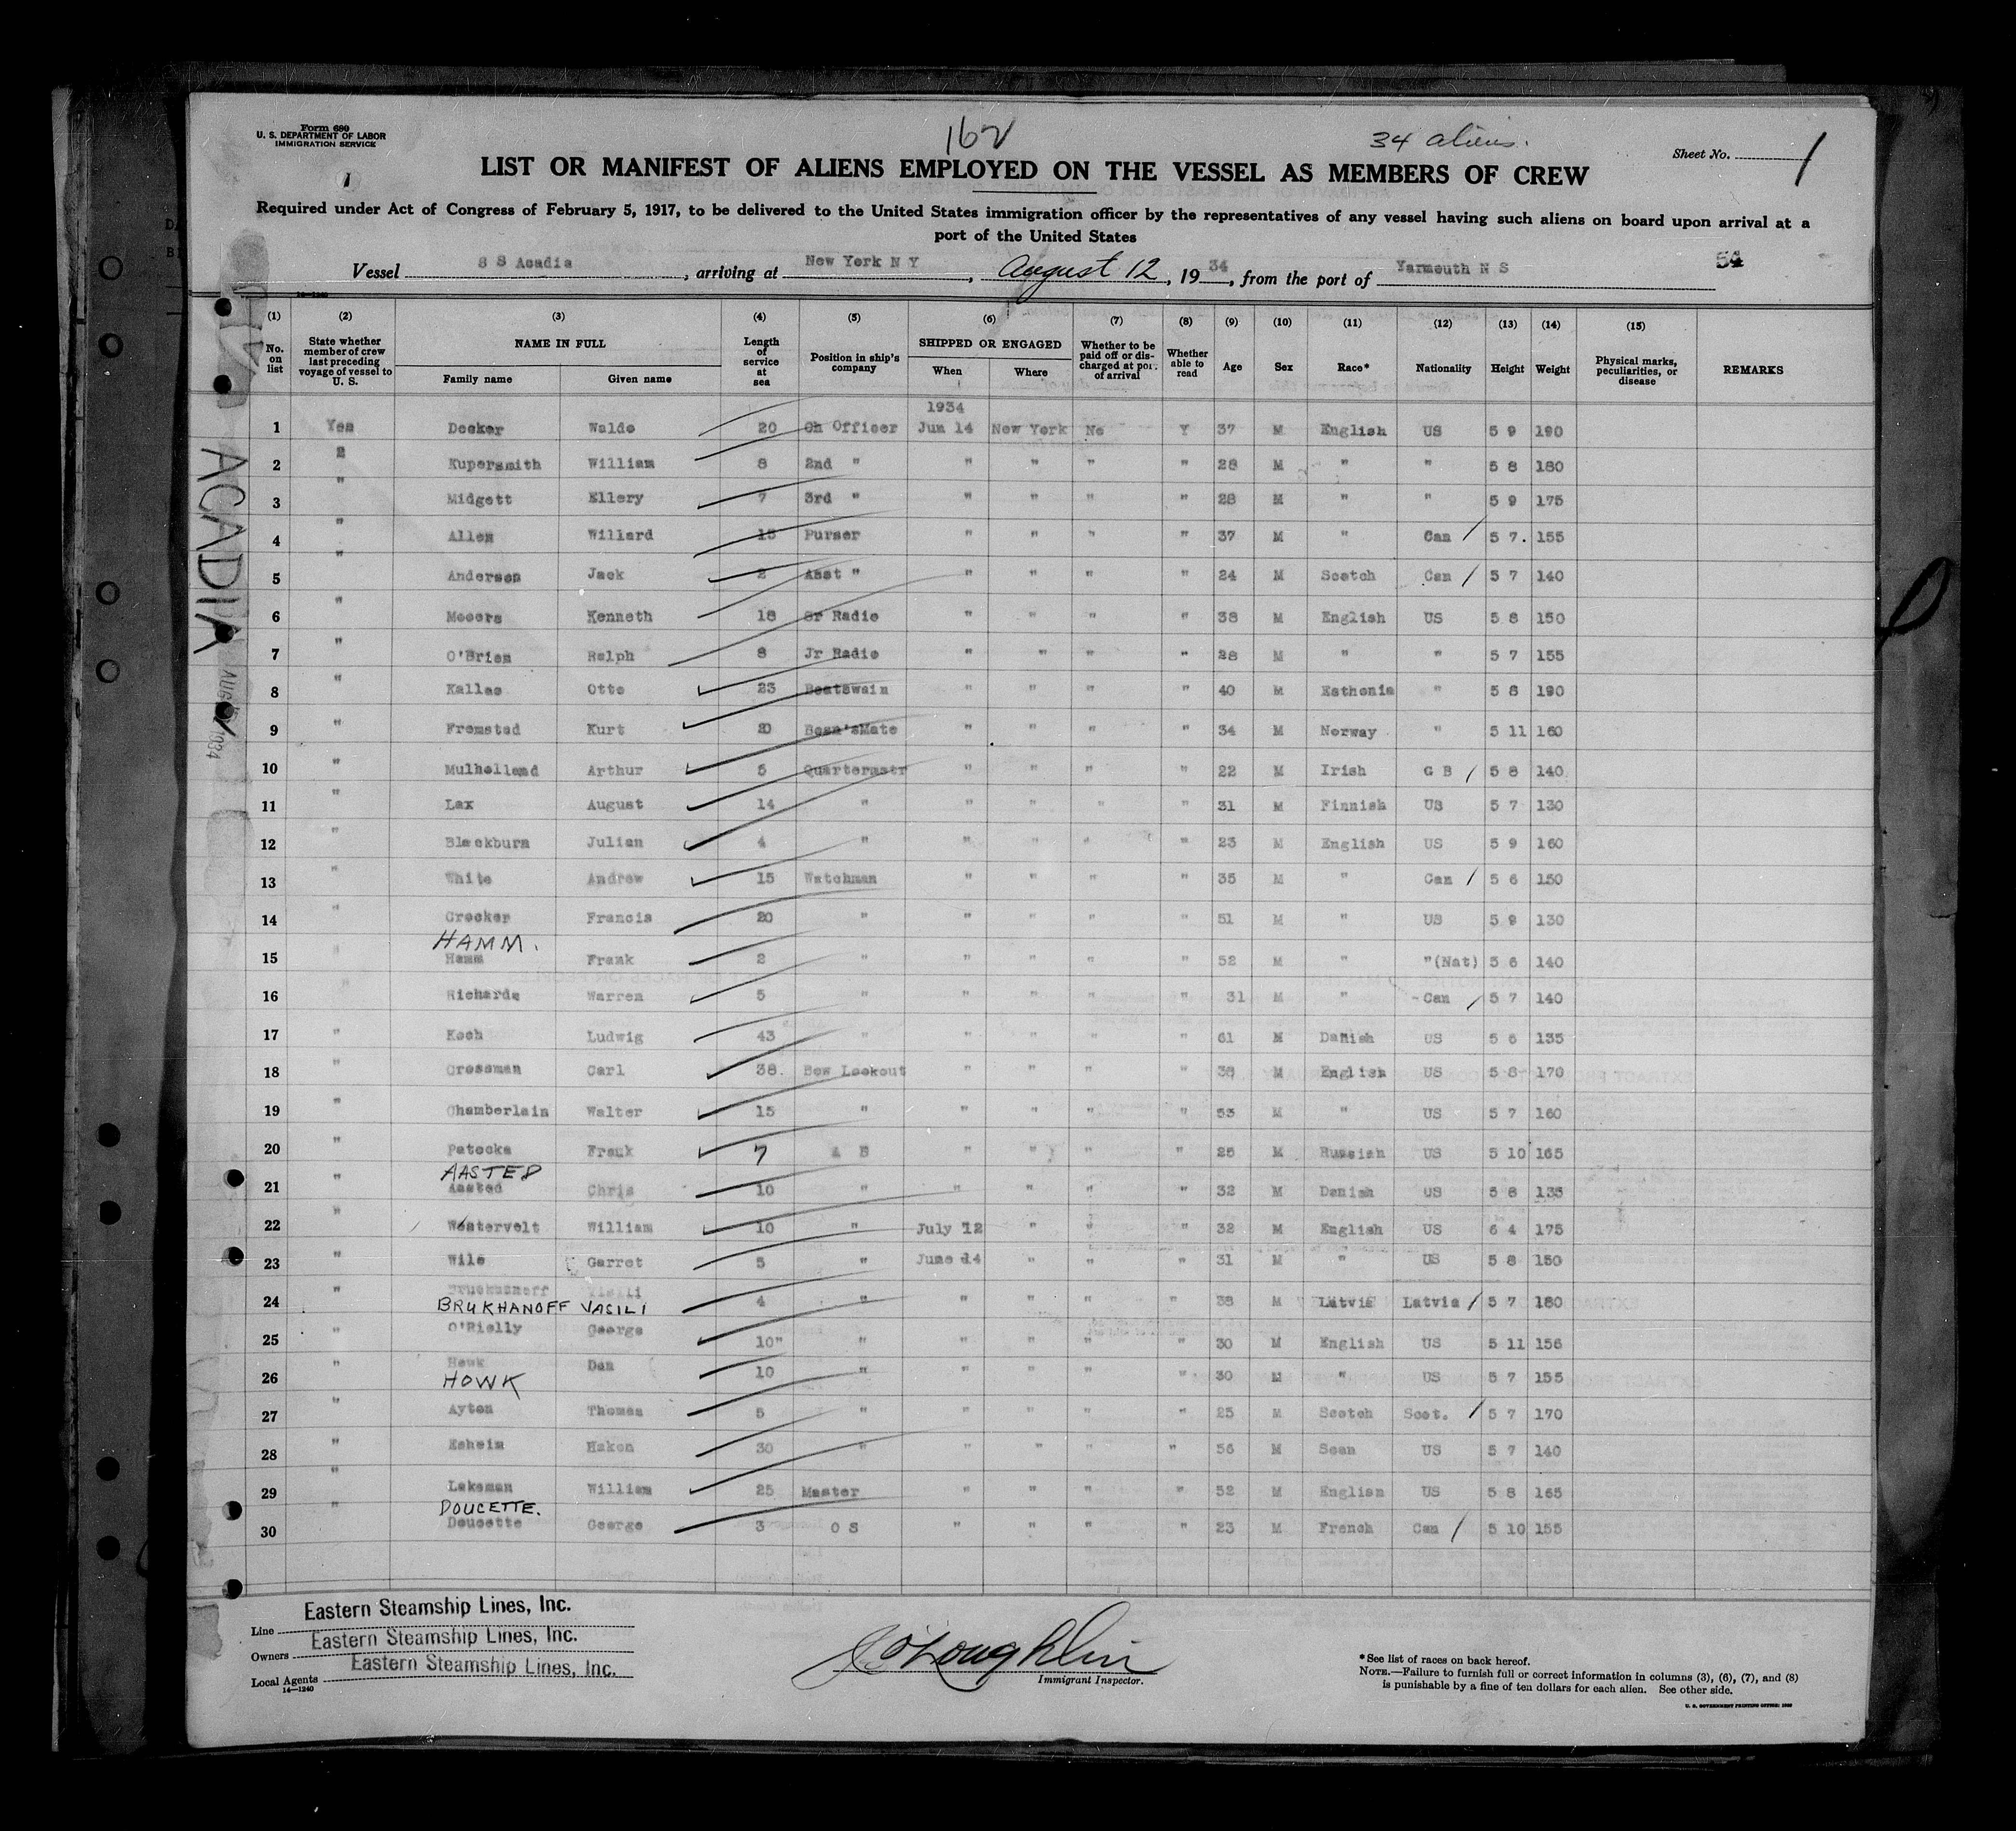 Form 680
U. S. DEPARTMENT OF LABOR
IMMIGRATION SERVICE
162
34 aliens.
Sheet No. 1
1
LIST OR MANIFEST OF ALIENS EMPLOYED ON THE VESSEL AS MEMBERS OF CREW
Required under Act of Congress of February 5, 1917, to be delivered to the United States immigration officer by the representatives of any vessel having such aliens on board upon arrival at a
port of the United States
Vessel S S Acadia, arriving at New York N Y, August 12, 1934, from the port of Yarmouth N S
54
14—1240
(1) (2) (3) (4) (5) (6) (7) (8) (9) (10) (11) (12) (13) (14) (15)
No. on list | State whether member of crew last preceding voyage of vessel to U. S. | NAME IN FULL Family name Given name | Length of service at sea | Position in ship's company | SHIPPED OR ENGAGED When Where | Whether to be paid off or discharged at port of arrival | Whether able to read | Age | Sex | Race* | Nationality | Height | Weight | Physical marks, peculiarities, or disease | REMARKS
1934
1 Yes Decker Waldo 20 Ch Officer Jun 14 New York No Y 37 M English US 5 9 190
2 " Kupersmith William 8 2nd " " " " " 28 M " " 5 8 180
3 " Midgett Ellery 7 3rd " " " " " 28 M " " 5 9 175
4 " Allen Willard 15 Purser " " " " 37 M " Can / 5 7. 155
5 " Anderson Jack 2 Asst " " " " " 24 M Scotch Can / 5 7 140
6 " Mooers Kenneth 18 Sr Radio " " " " 38 M English US 5 8 150
7 " O'Brien Ralph 8 Jr Radio " " " " 28 M " " 5 7 155
8 " Kallas Otto 23 Boatswain " " " " 40 M Esthonia " 5 8 190
9 " Fromsted Kurt 20 Bosn'sMate " " " " 34 M Norway " 5 11 160
10 " Mulholland Arthur 5 Quartermstr " " " " 22 M Irish G B / 5 8 140
11 " Lax August 14 " " " " " 31 M Finnish US 5 7 130
12 " Blackburn Julian 4 " " " " " 23 M English US 5 9 160
13 " White Andrew 15 Watchman " " " " 35 M " Can / 5 6 150
14 " Crocker Francis 20 " " " " " 51 M " US 5 9 130
HAMM.
15 " Hamm Frank 2 " " " " " 52 M " "(Nat) 5 6 140
16 " Richards Warren 5 " " " " " 31 M " Can / 5 7 140
17 " Koch Ludwig 43 " " " " " 61 M Danish US 5 6 135
18 " Crossman Carl 38. Bow Lookout " " " " 38 M English US 5 8 170
19 " Chamberlain Walter 15 " " " " " 53 M " US 5 7 160
20 " Patocka Frank 7 A B " " " " 25 M Russian US 5 10 165
AASTED
21 " Aasted Chris 10 " " " " " 32 M Danish US 5 8 135
22 " Westervelt William 10 " July 12 " " " 32 M English US 6 4 175
23 " Wile Garret 5 " June 14 " " " 31 M " US 5 8 150
24 " BRUKHANOFF VASILI 4 " " " " " 38 M Latvia Latvia / 5 7 180
25 " O'Rielly George 10" " " " " " 30 M English US 5 11 156
26 " Hawk Dan 10 " " " " " 30 M " US 5 7 155
HOWK
27 " Ayton Thomas 5 " " " " " 25 M Scotch Scot. / 5 7 170
28 " Esheim Haken 30 " " " " " 56 M Scan US 5 7 140
29 " Lakeman William 25 Master " " " " 52 M English US 5 8 165
DOUCETTE.
30 " Doucette George 3 O S " " " " 23 M French Can / 5 10 155
ACADIA
AUG 1934
Line Eastern Steamship Lines, Inc.
Owners Eastern Steamship Lines, Inc.
Local Agents Eastern Steamship Lines, Inc.
14—1240
J O'Loughlin
Immigrant Inspector.
*See list of races on back hereof.
NOTE.—Failure to furnish full or correct information in columns (3), (6), (7), and (8)
is punishable by a fine of ten dollars for each alien. See other side.
U. S. GOVERNMENT PRINTING OFFICE